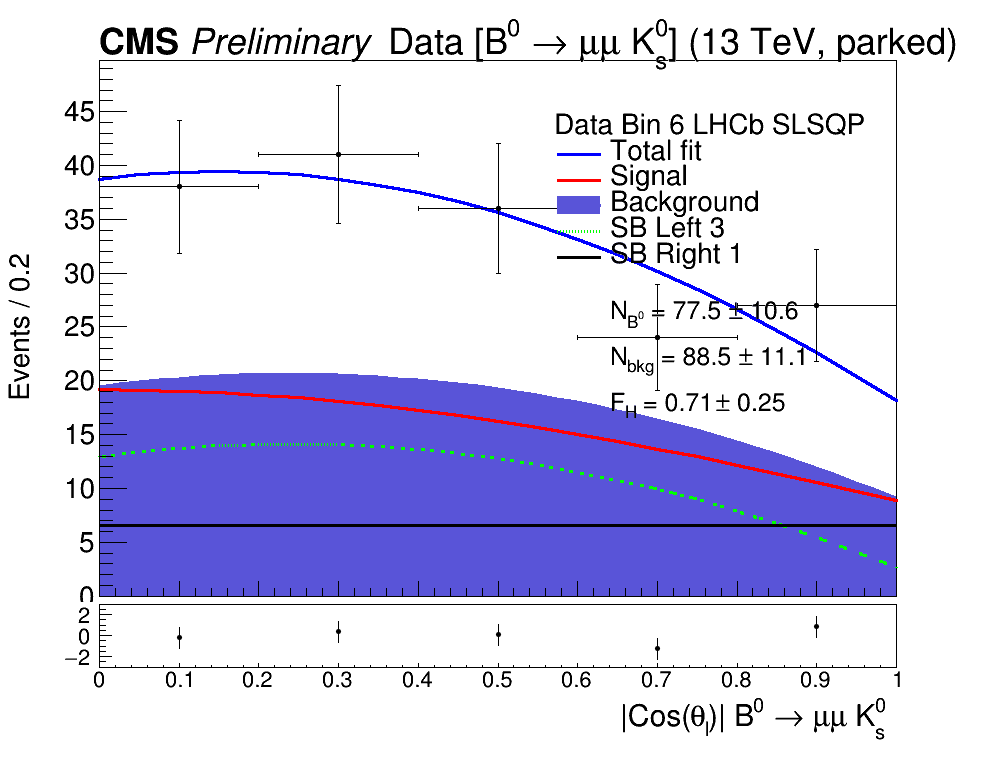 CMS Preliminary Data [B⁰ → μμ K⁰ₛ] (13 TeV, parked)
Events / 0.2
45
40
35
30
25
20
15
10
5
0
Data Bin 6 LHCb SLSQP
Total fit
Signal
Background
SB Left 3
SB Right 1
N_B⁰ = 77.5 ± 10.6
N_bkg = 88.5 ± 11.1
F_H = 0.71± 0.25
2
0
−2
0 0.1 0.2 0.3 0.4 0.5 0.6 0.7 0.8 0.9 1
|Cos(θ_l)| B⁰ → μμ K⁰ₛ